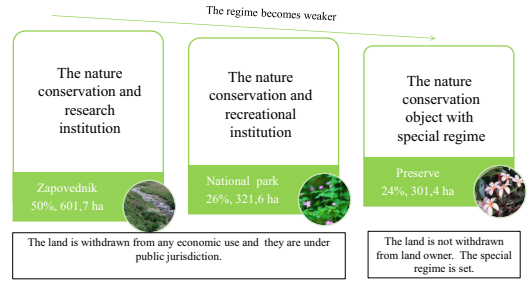 The regime becomes weaker
The nature
conservation and
research
institution
Zapovednik
50%, 601,7 ha
The nature
conservation and
recreational
institution
National park
26%, 321,6 ha
The nature
conservation
object with
special regime
Preserve
24%, 301,4 ha
The land is withdrawn from any economic use and they are under
public jurisdiction.
The land is not withdrawn
from land owner. The special
regime is set.